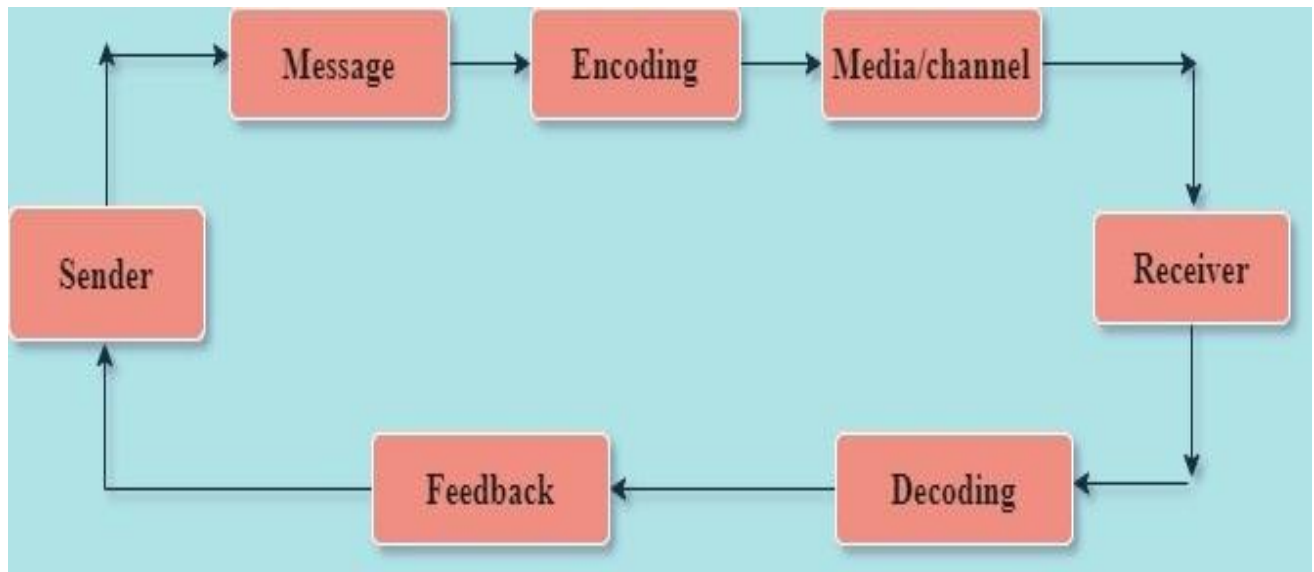 Message
Encoding
Media/channel
Sender
Receiver
Feedback
Decoding